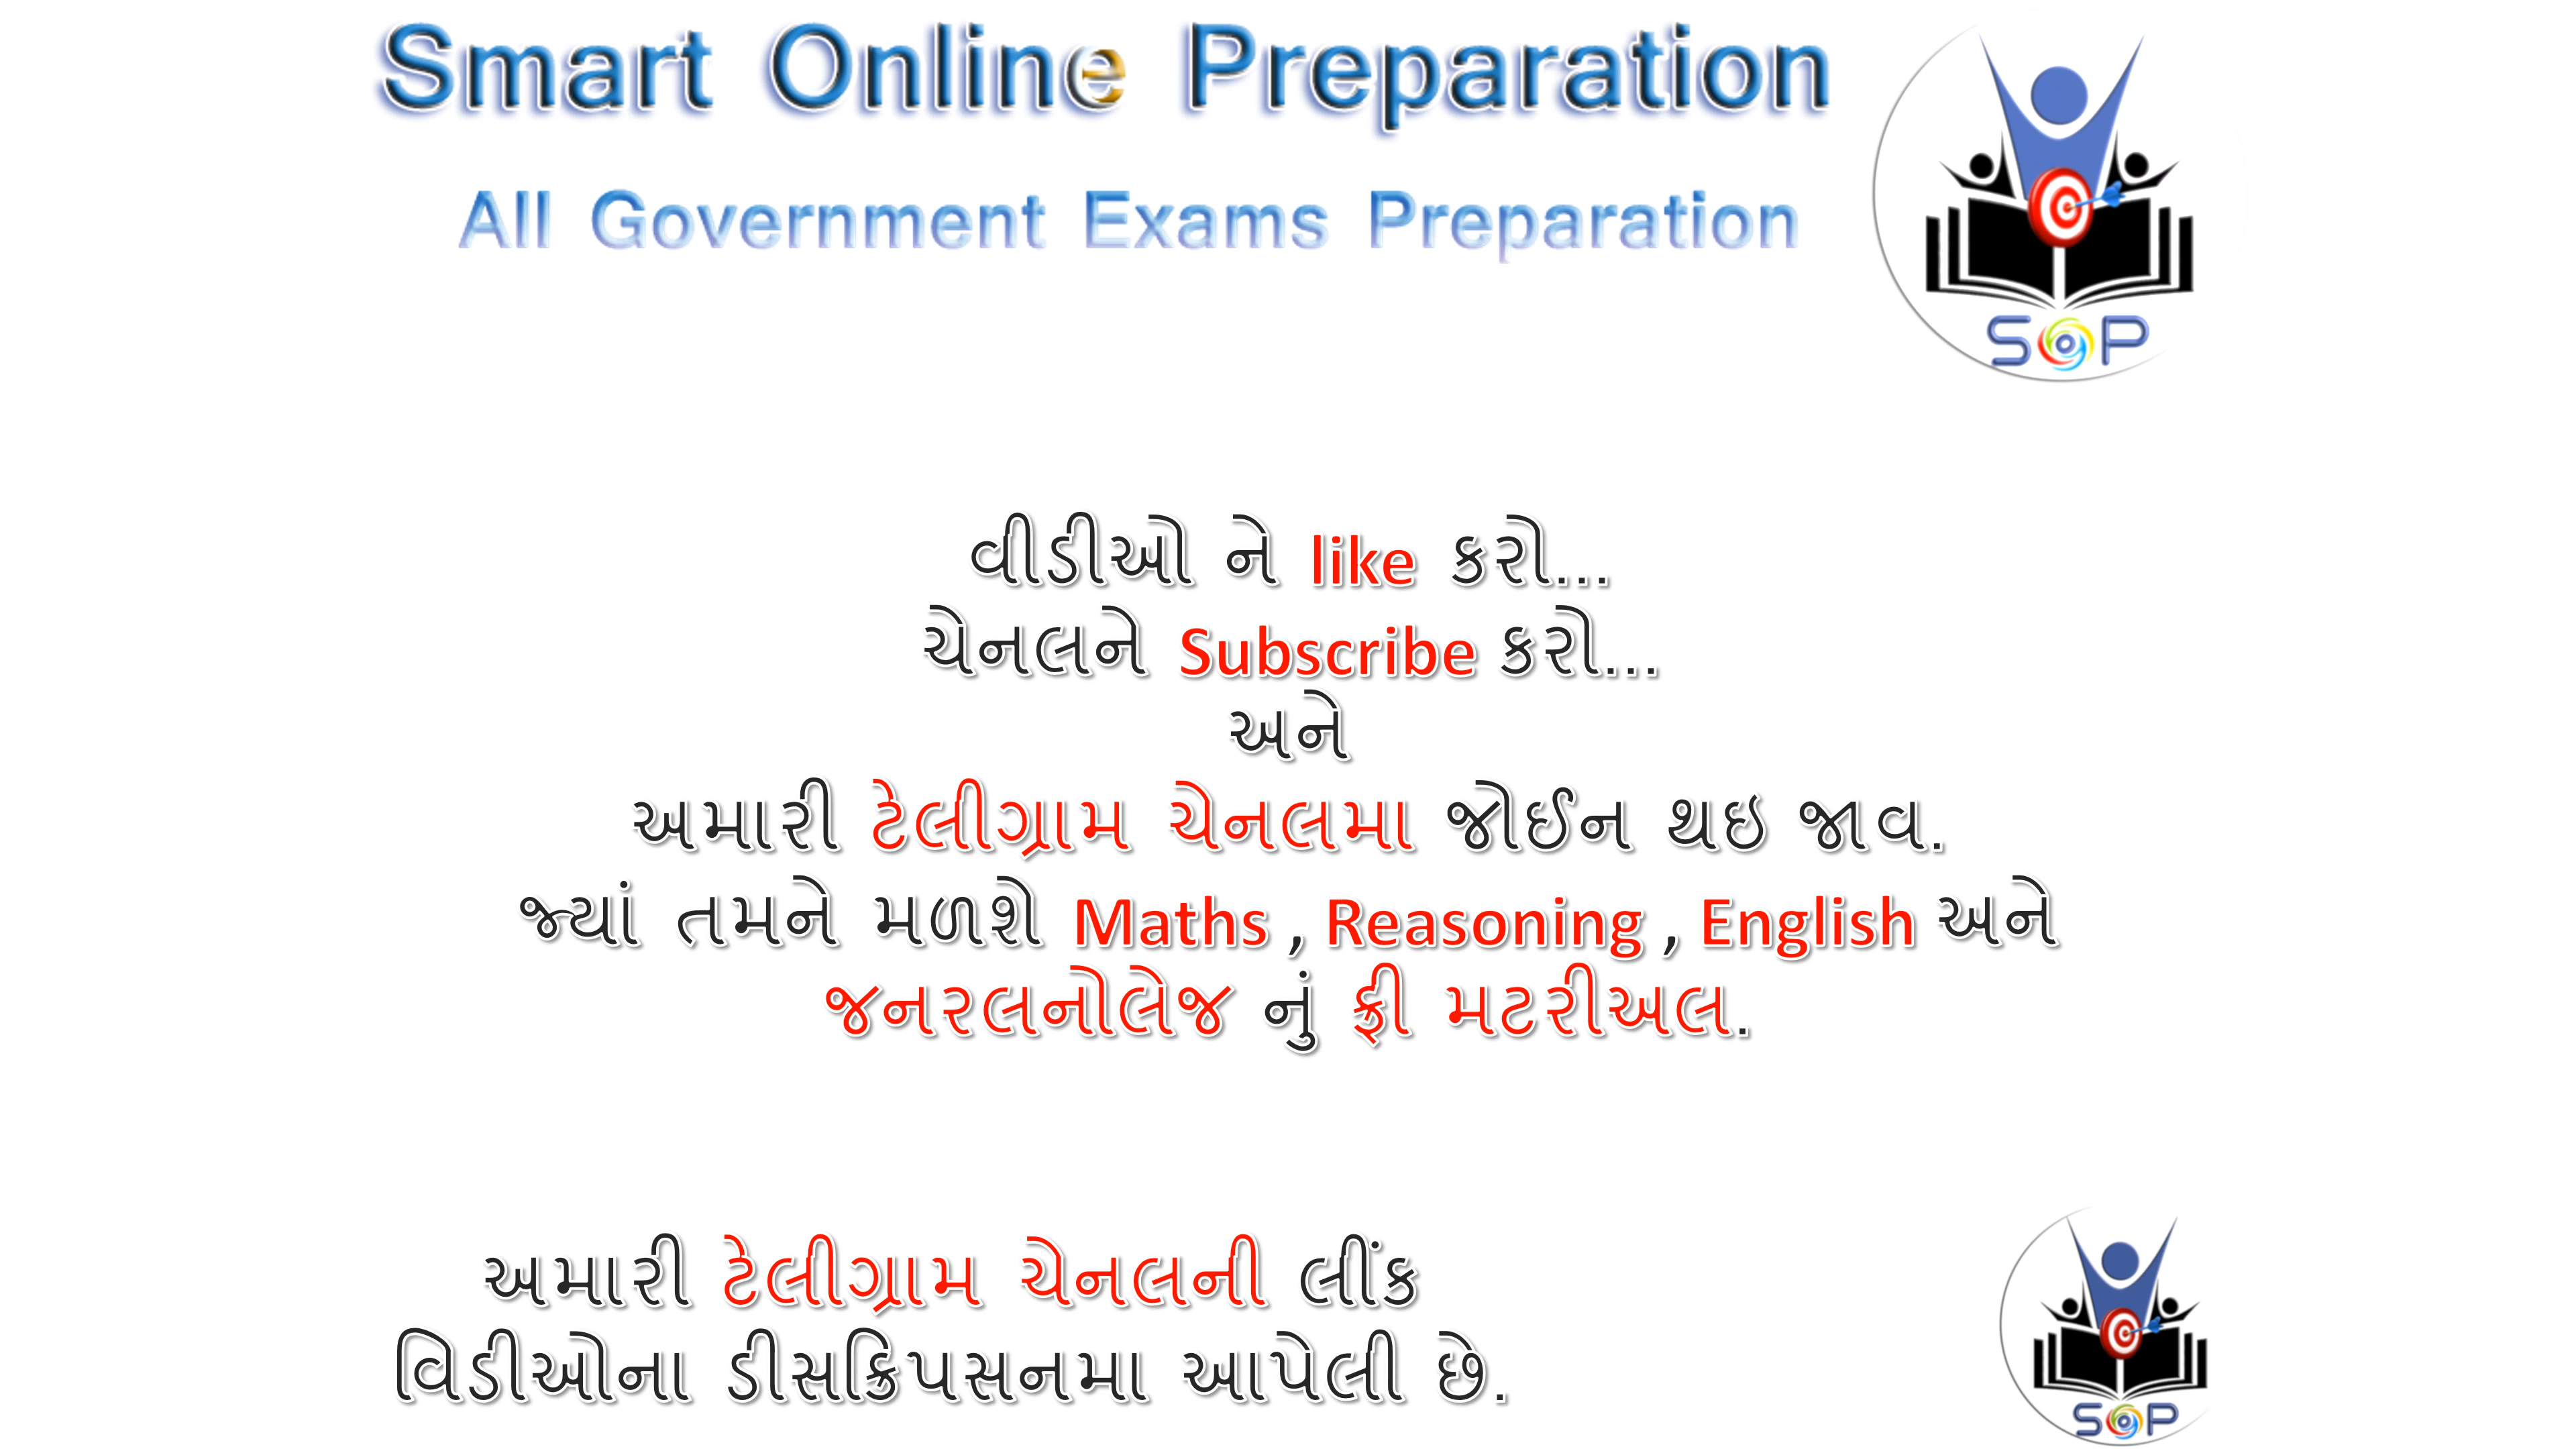 Smart Online Preparation
All Government Exams Preparation
SOP
વીડીઓ ને like કરો...
ચેનલને Subscribe કરો...
અને
અમારી ટેલીગ્રામ ચેનલમા જોઈન થઇ જાવ.
જ્યાં તમને મળશે Maths , Reasoning , English અને
જનરલનોલેજ નું ફ્રી મટરીઅલ.
અમારી ટેલીગ્રામ ચેનલની લીંક
વિડીઓના ડીસક્રિપસનમા આપેલી છે.
SOP